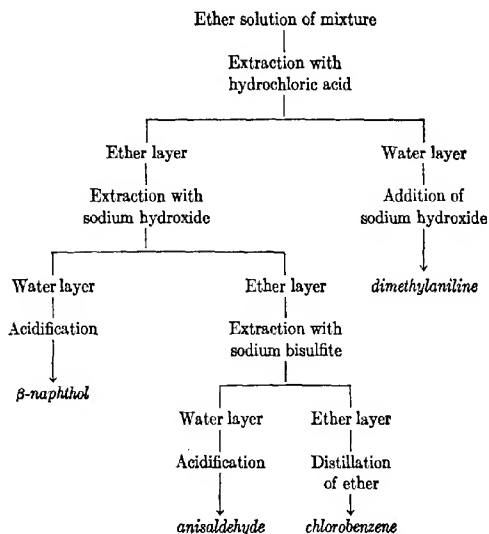 Ether solution of mixture
Extraction with
hydrochloric acid
Ether layer
Water layer
Extraction with
sodium hydroxide
Addition of
sodium hydroxide
Water layer
Ether layer
dimethylaniline
Acidification
Extraction with
sodium bisulfite
β-naphthol
Water layer
Ether layer
Acidification
Distillation
of ether
anisaldehyde
chlorobenzene